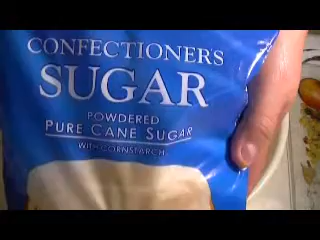 CONFECTIONERS
SUGAR
POWDERED
PURE CANE SUGAR
WITH CORNSTARCH